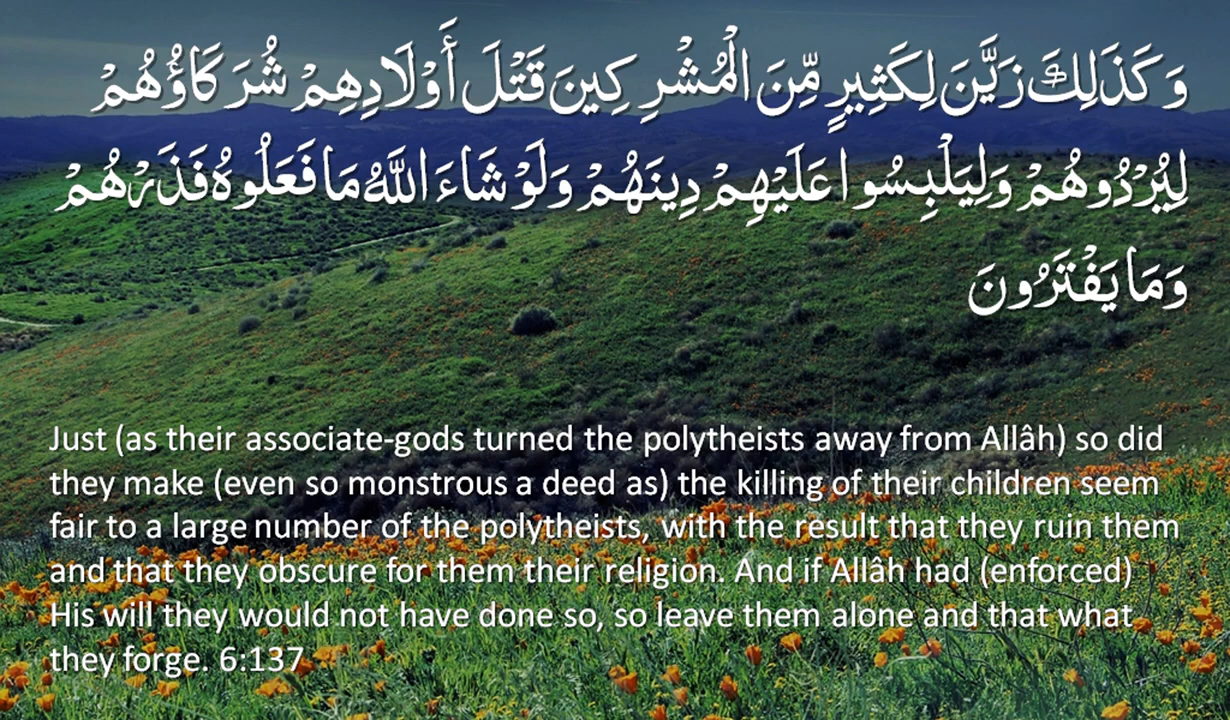 وَكَذَٰلِكَ زَيَّنَ لِكَثِيرٍ مِّنَ الْمُشْرِكِينَ قَتْلَ أَوْلَادِهِمْ شُرَكَاؤُهُمْ
لِيُرْدُوهُمْ وَلِيَلْبِسُوا عَلَيْهِمْ دِينَهُمْ وَلَوْ شَاءَ اللَّهُ مَا فَعَلُوهُ فَذَرْهُمْ
وَمَا يَفْتَرُونَ
Just (as their associate-gods turned the polytheists away from Allâh) so did
they make (even so monstrous a deed as) the killing of their children seem
fair to a large number of the polytheists, with the result that they ruin them
and that they obscure for them their religion. And if Allâh had (enforced)
His will they would not have done so, so leave them alone and that what
they forge. 6:137